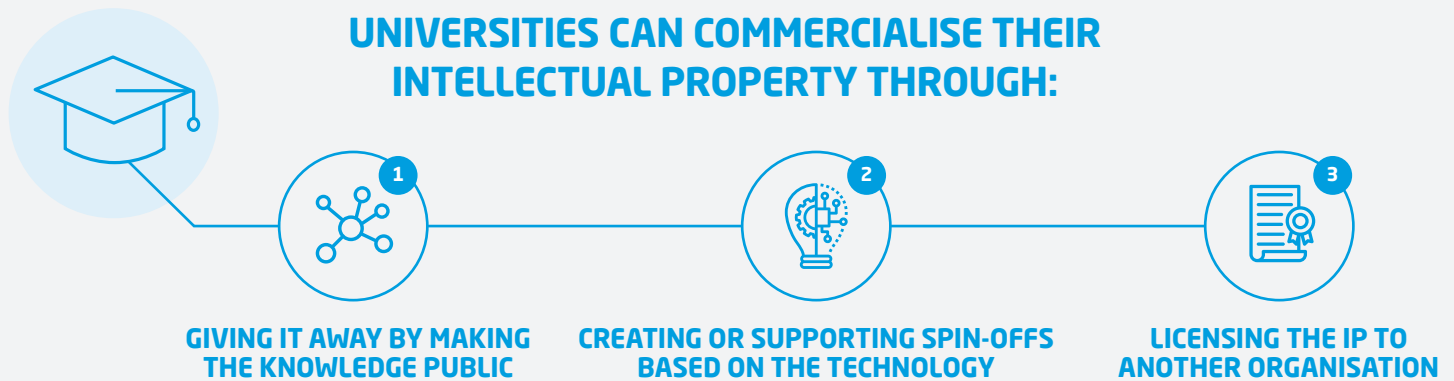 UNIVERSITIES CAN COMMERCIALISE THEIR
INTELLECTUAL PROPERTY THROUGH:
1
2
3
GIVING IT AWAY BY MAKING
THE KNOWLEDGE PUBLIC
CREATING OR SUPPORTING SPIN-OFFS
BASED ON THE TECHNOLOGY
LICENSING THE IP TO
ANOTHER ORGANISATION